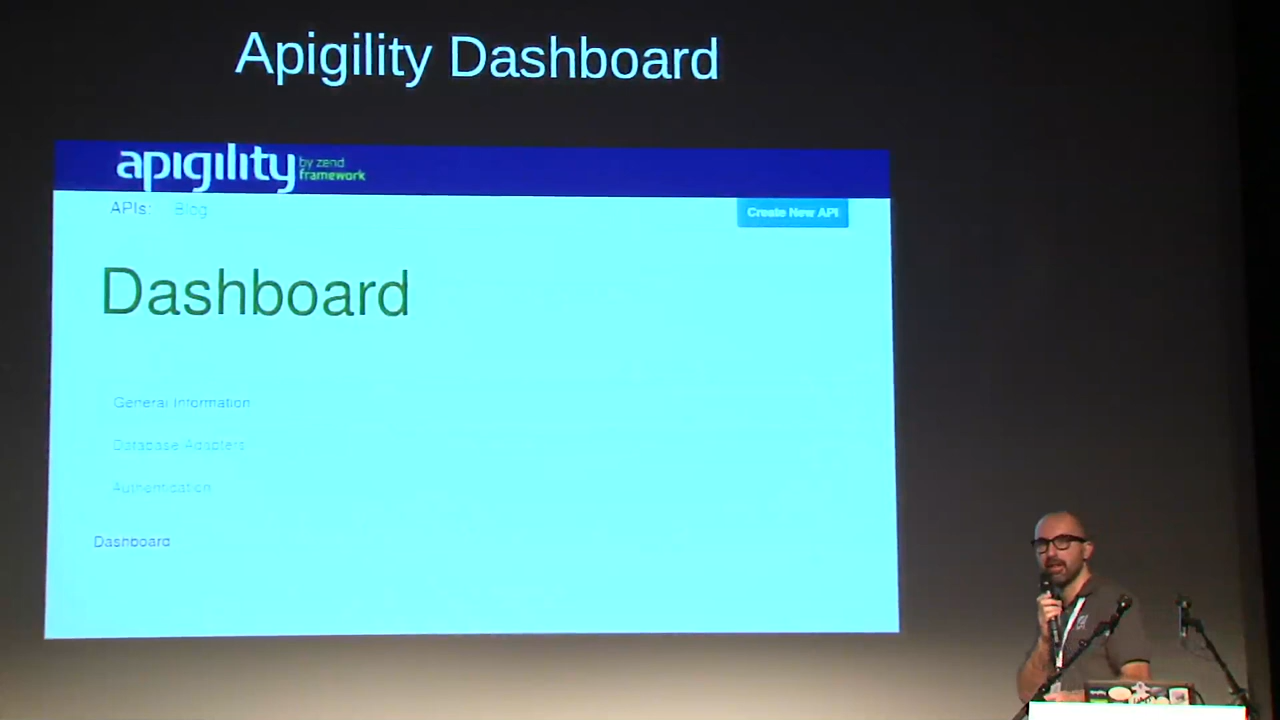 Apigility Dashboard
apigility by zend framework
APIs: Blog
Create New API
Dashboard
General Information
Database Adapters
Authentication
Dashboard